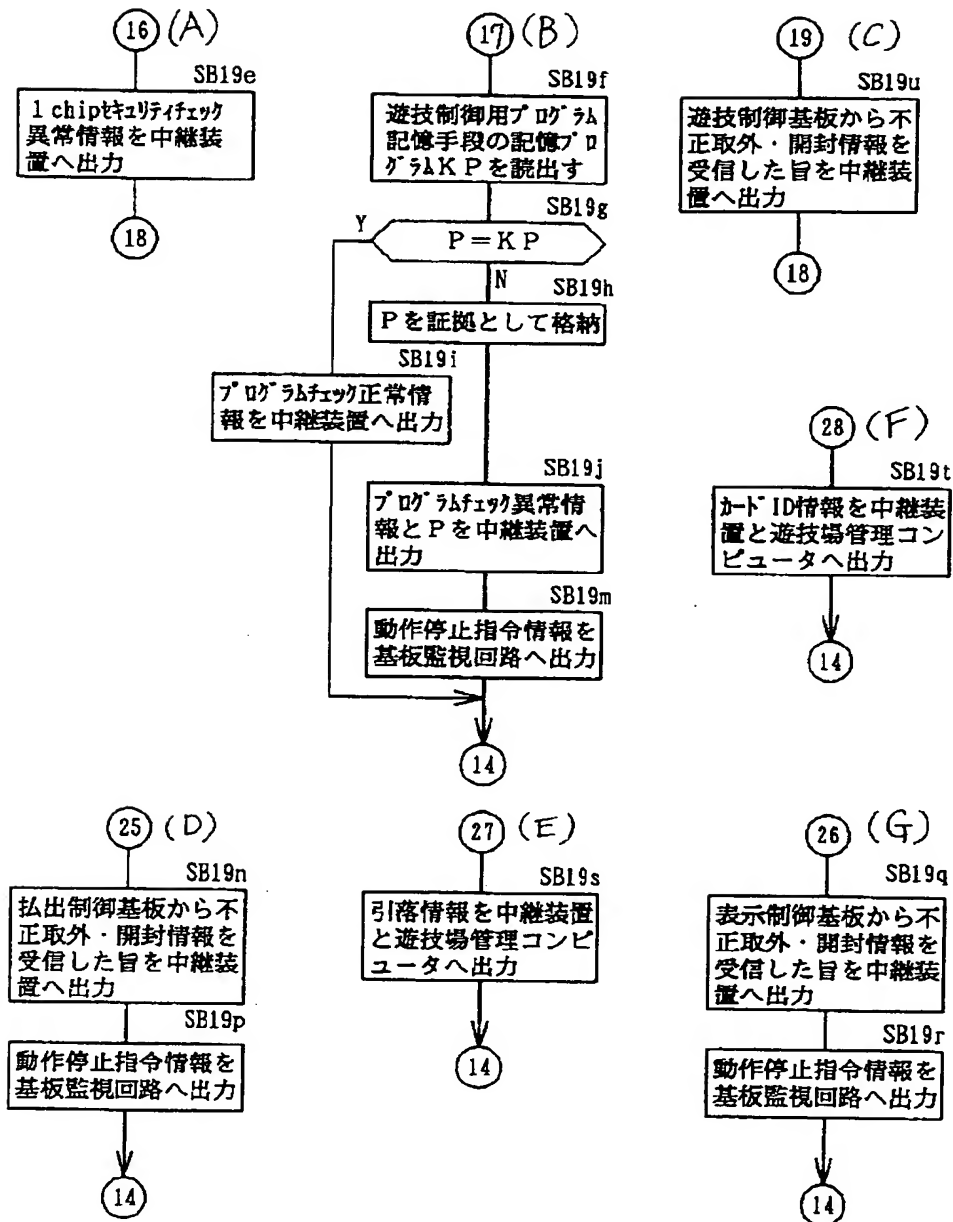 16 (A)
SB19e
1 chipセキュリティチェック
異常情報を中継装
置へ出力
18
17 (B)
SB19f
遊技制御用プログラム
記憶手段の記憶プロ
グラムKPを読出す
SB19g
P=KP
Y
N
SB19h
Pを証拠として格納
SB19i
プログラムチェック正常情
報を中継装置へ出力
SB19j
プログラムチェック異常情
報とPを中継装置へ
出力
SB19m
動作停止指令情報を
基板監視回路へ出力
14
19 (C)
SB19u
遊技制御基板から不
正取外・開封情報を
受信した旨を中継装
置へ出力
18
28 (F)
SB19t
カードID情報を中継装
置と遊技場管理コン
ピュータへ出力
14
25 (D)
SB19n
払出制御基板から不
正取外・開封情報を
受信した旨を中継装
置へ出力
SB19p
動作停止指令情報を
基板監視回路へ出力
14
27 (E)
SB19s
引落情報を中継装置
と遊技場管理コンピ
ュータへ出力
14
26 (G)
SB19q
表示制御基板から不
正取外・開封情報を
受信した旨を中継装
置へ出力
SB19r
動作停止指令情報を
基板監視回路へ出力
14